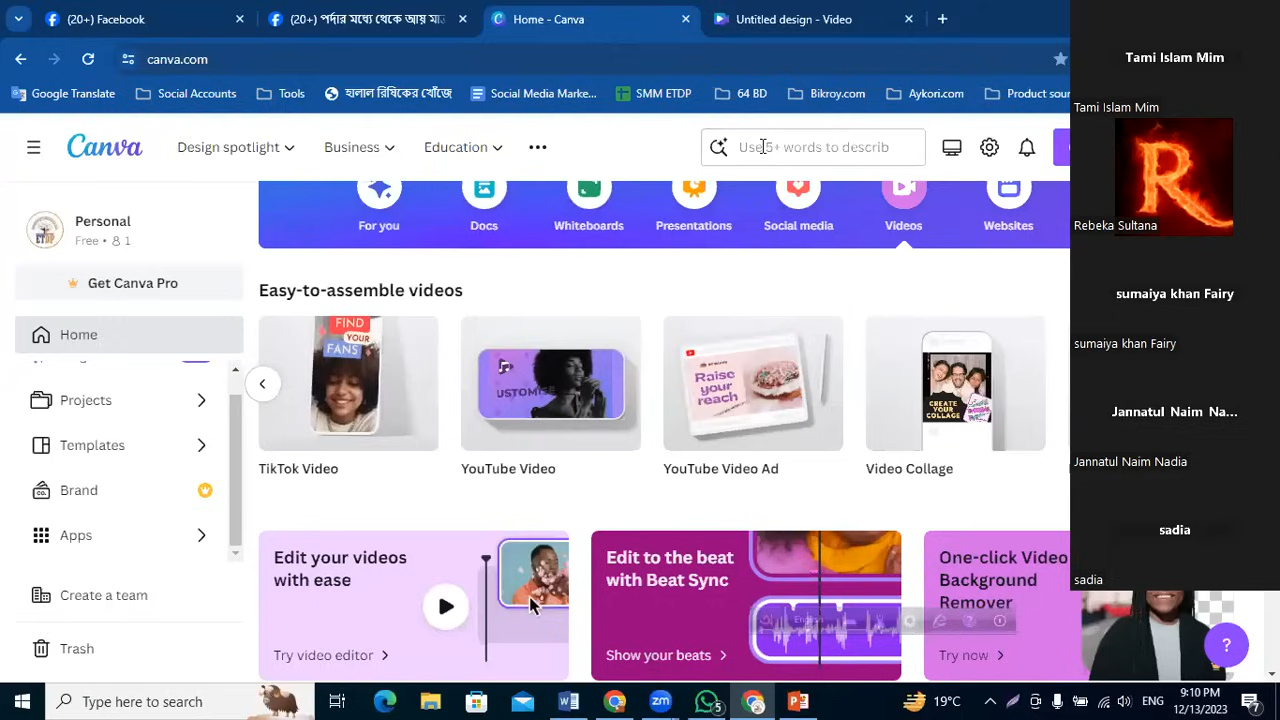 (20+) Facebook
(20+) পর্দার মধ্যে থেকে আয় মা
Home - Canva
Untitled design - Video
canva.com
Google Translate
Social Accounts
Tools
হালাল রিযিকের খোঁজে
Social Media Marke...
SMM ETDP
64 BD
Bikroy.com
Aykori.com
Product sour
Canva
Design spotlight
Business
Education
Use 5+ words to describ
Personal
Free • 1
Get Canva Pro
Home
Projects
Templates
Brand
Apps
Create a team
Trash
For you
Docs
Whiteboards
Presentations
Social media
Videos
Websites
Easy-to-assemble videos
FIND
YOUR
FANS
USTOMI
Raise
your
reach
CREATE
YOUR
COLLAGE
TikTok Video
YouTube Video
YouTube Video Ad
Video Collage
Edit your videos
with ease
Try video editor
Edit to the beat
with Beat Sync
Show your beats
One-click Video
Background
Remover
Try now
English
Tami Islam Mim
Tami Islam Mim
R
Rebeka Sultana
sumaiya khan Fairy
sumaiya khan Fairy
Jannatul Naim Na...
Jannatul Naim Nadia
sadia
sadia
?
Type here to search
zm
5
19°C
ENG
9:10 PM
12/13/2023
7